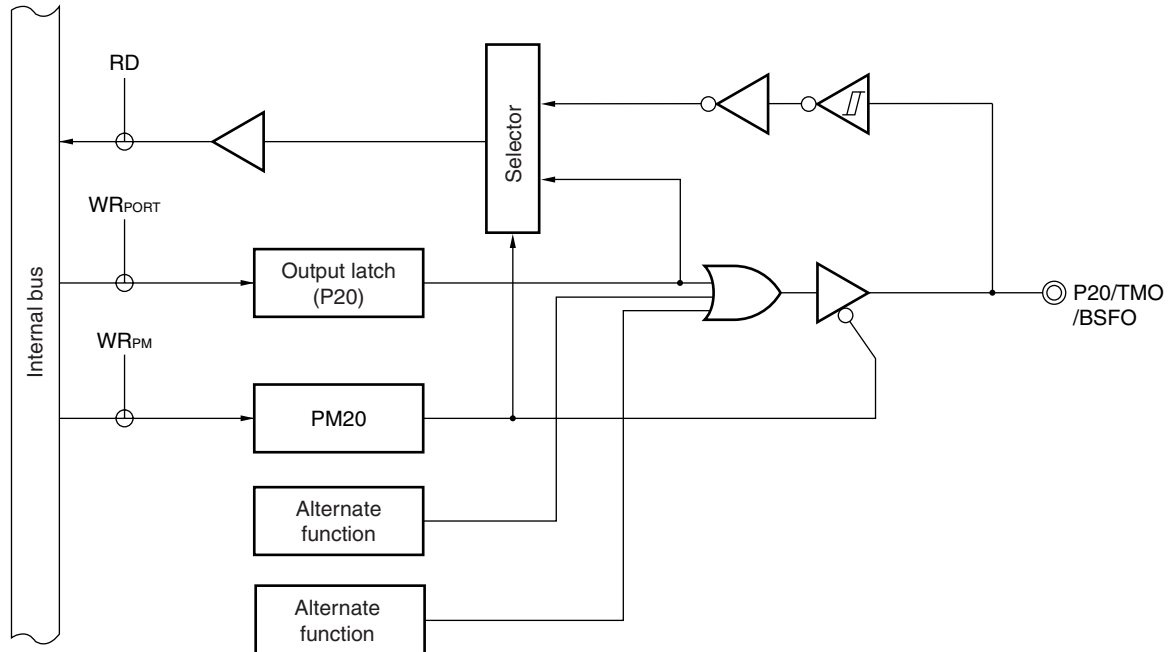 RD
Selector
WRPORT
Output latch
(P20)
Internal bus
P20/TMO
/BSFO
WRPM
PM20
Alternate
function
Alternate
function